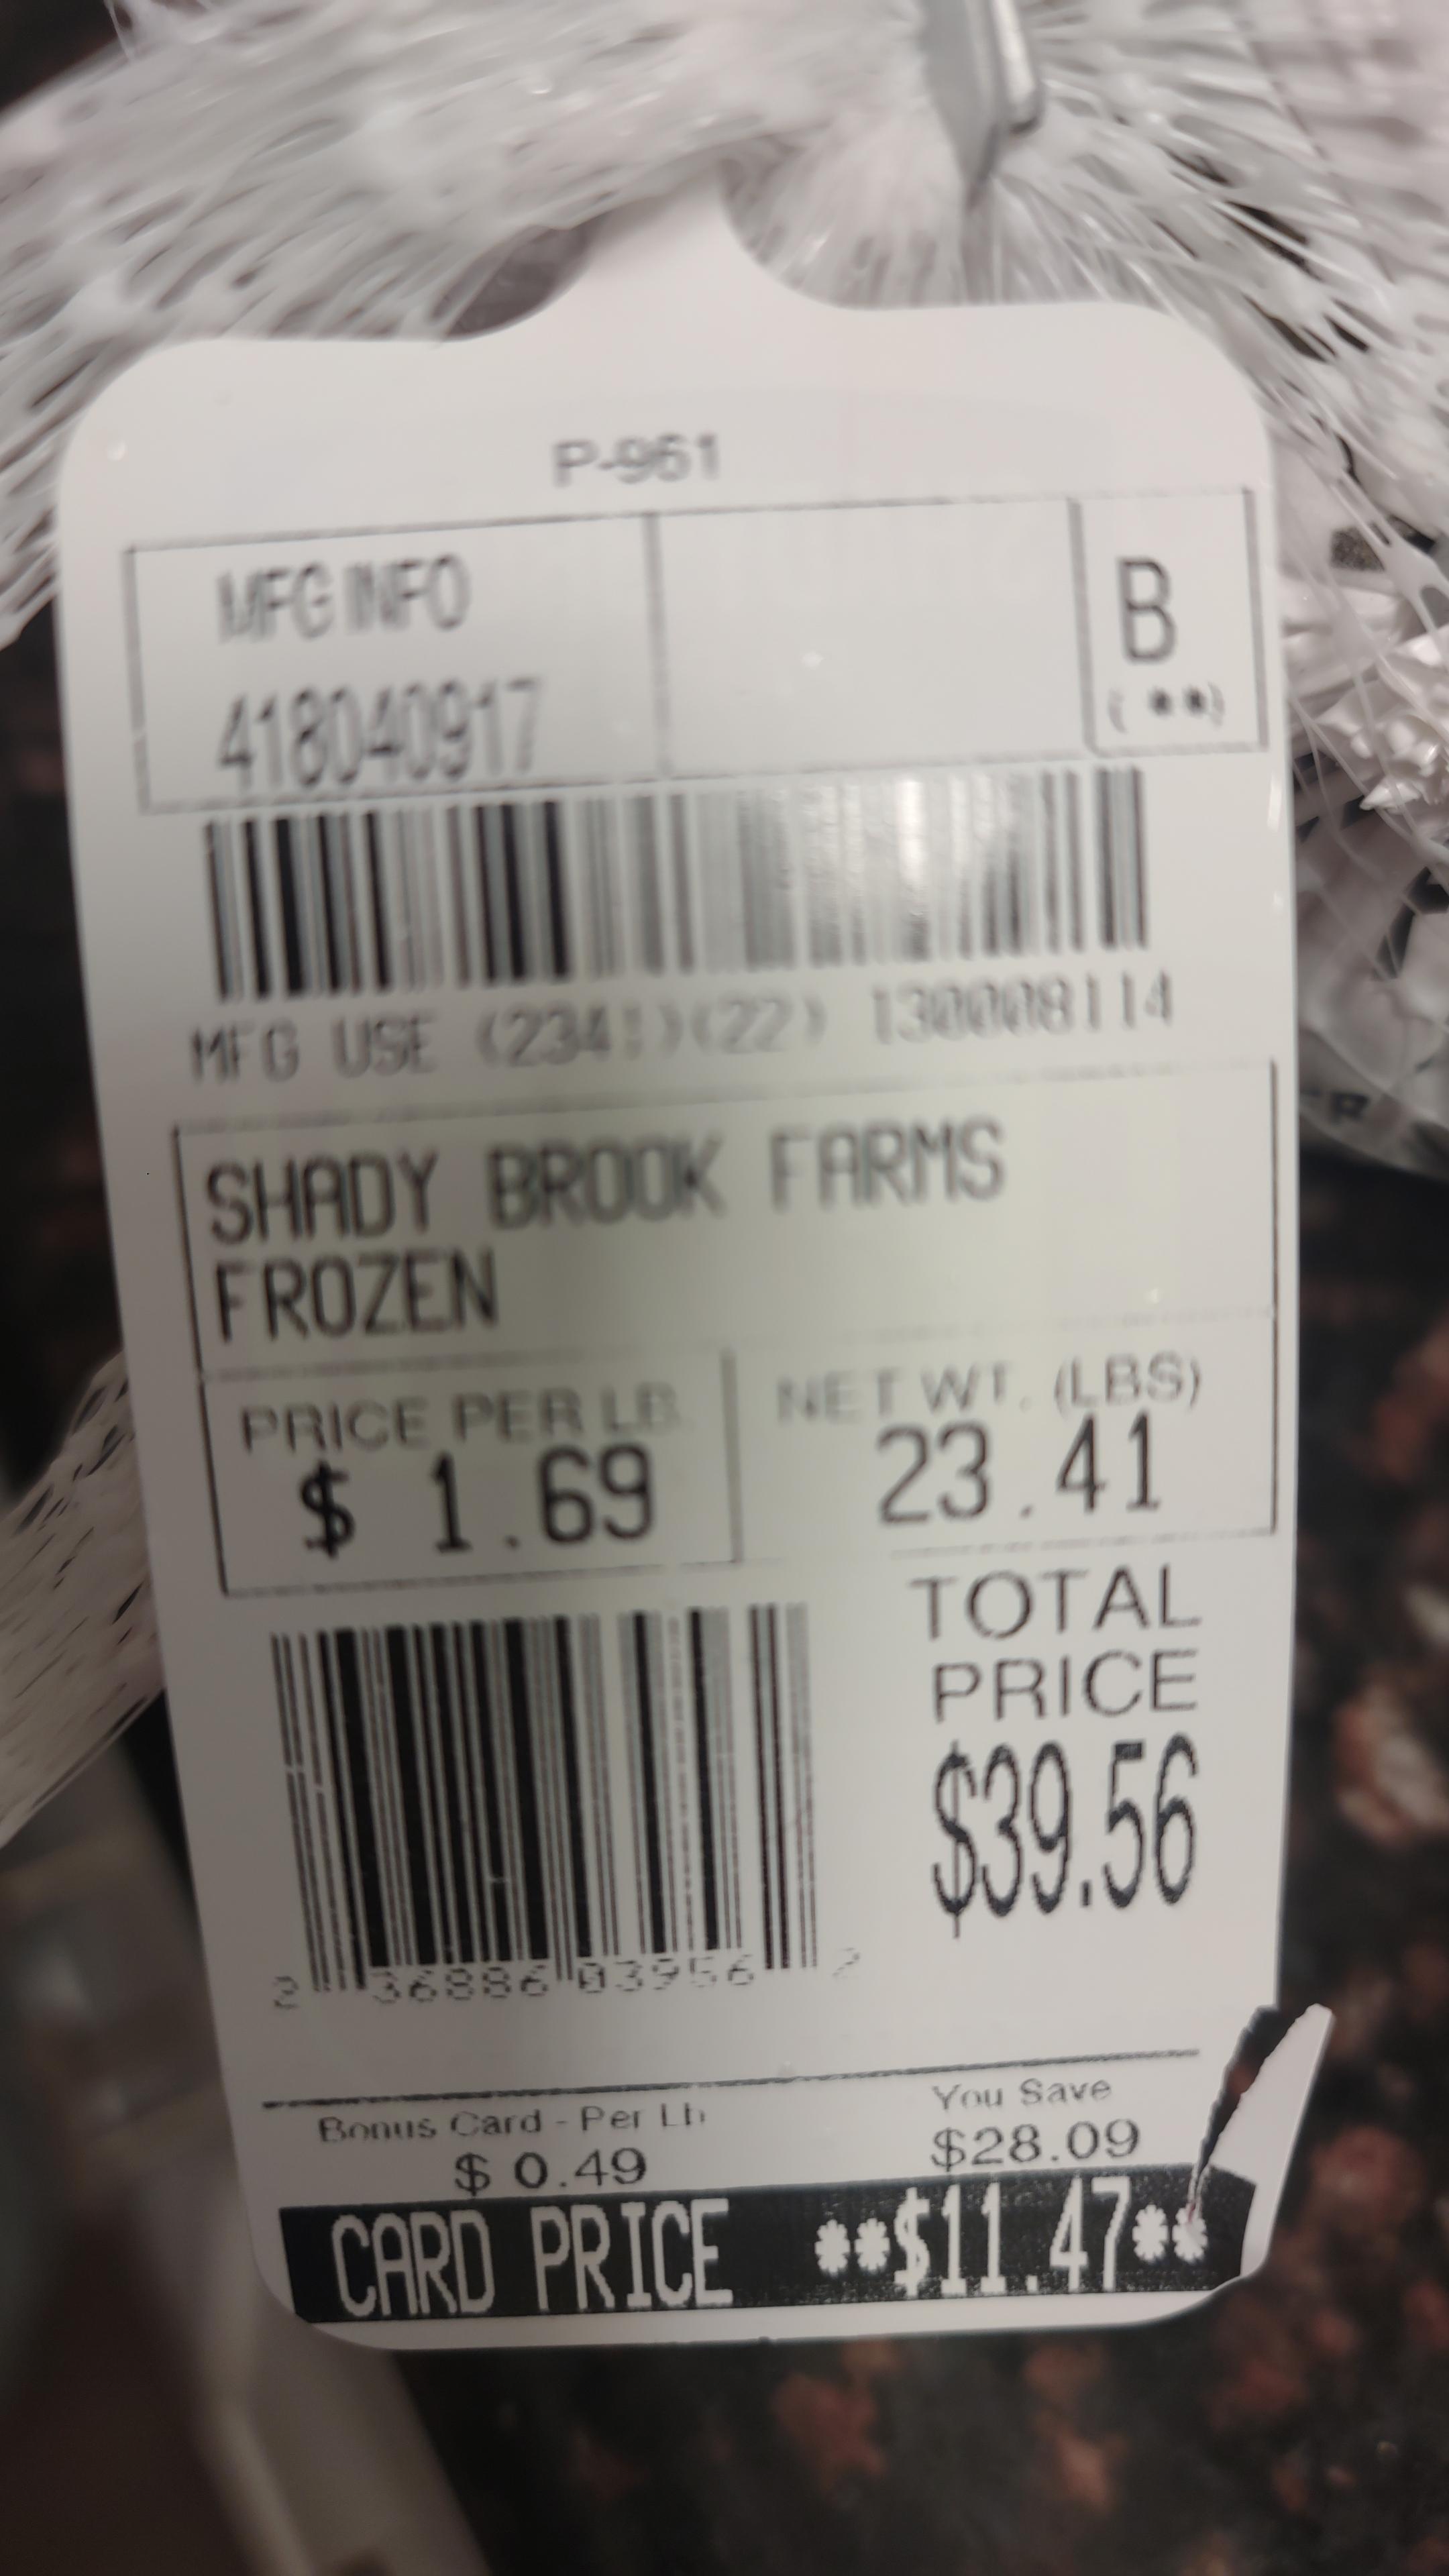 P-961
MFG INFO
418040917
B
(**)
MFG USE (234!)(22) 130008114
SHADY BROOK FARMS
FROZEN
PRICE PER LB.
$ 1.69
NET WT. (LBS)
23.41
TOTAL
PRICE
$39.56
2 36886 03956 2
Bonus Card - Per Lb
$ 0.49
You Save
$28.09
CARD PRICE **$11.47**